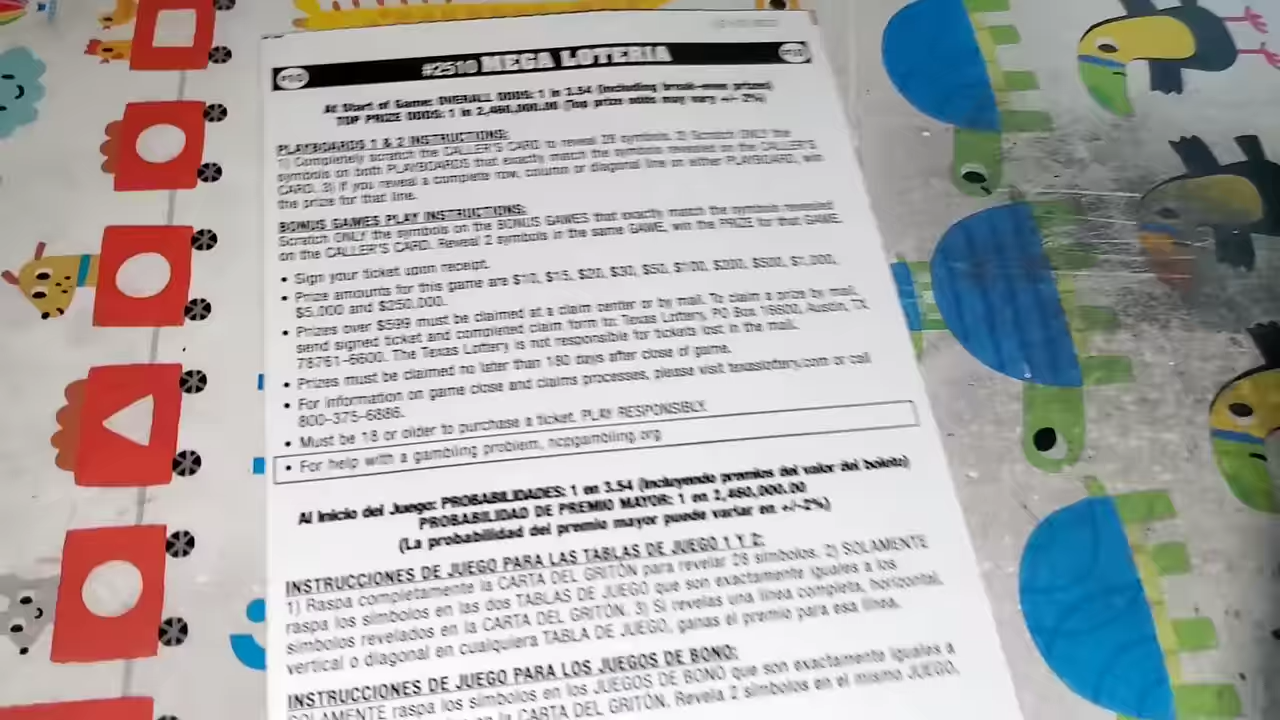 $10 #2510 MEGA LOTERIA $10
At Start of Game: OVERALL ODDS: 1 in 3.54 (including break-even prizes)
TOP PRIZE ODDS: 1 in 2,460,000.00 (Top prize odds may vary +/- 2%)
PLAYBOARDS 1 & 2 INSTRUCTIONS:
1) Completely scratch the CALLER'S CARD to reveal 28 symbols. 2) Scratch ONLY the
symbols on both PLAYBOARDS that exactly match the symbols revealed on the CALLER'S
CARD. 3) If you reveal a complete row, column or diagonal line on either PLAYBOARD, win
the prize for that line.
BONUS GAMES PLAY INSTRUCTIONS:
Scratch ONLY the symbols on the BONUS GAMES that exactly match the symbols revealed
on the CALLER'S CARD. Reveal 2 symbols in the same GAME, win the PRIZE for that GAME.
• Sign your ticket upon receipt.
• Prize amounts for this game are $10, $15, $20, $30, $50, $100, $200, $500, $1,000,
$5,000 and $250,000.
• Prizes over $599 must be claimed at a claim center or by mail. To claim a prize by mail,
send signed ticket and completed claim form to: Texas Lottery, PO Box 16600, Austin, TX
78761-6600. The Texas Lottery is not responsible for tickets lost in the mail.
• Prizes must be claimed no later than 180 days after close of game.
• For information on game close and claims processes, please visit texaslottery.com or call
800-375-6886.
• Must be 18 or older to purchase a ticket. PLAY RESPONSIBLY.
• For help with a gambling problem, ncpgambling.org
Al Inicio del Juego: PROBABILIDADES: 1 en 3.54 (Incluyendo premios del valor del boleto)
PROBABILIDAD DE PREMIO MAYOR: 1 en 2,460,000.00
(La probabilidad del premio mayor puede variar en +/-2%)
INSTRUCCIONES DE JUEGO PARA LAS TABLAS DE JUEGO 1 Y 2:
1) Raspa completamente la CARTA DEL GRITÓN para revelar 28 símbolos. 2) SOLAMENTE
raspa los símbolos en las dos TABLAS DE JUEGO que son exactamente iguales a los
símbolos revelados en la CARTA DEL GRITÓN. 3) Si revelas una línea completa, horizontal,
vertical o diagonal en cualquiera TABLA DE JUEGO, ganas el premio para esa línea.
INSTRUCCIONES DE JUEGO PARA LOS JUEGOS DE BONO:
SOLAMENTE raspa los símbolos en los JUEGOS DE BONO que son exactamente iguales a
en la CARTA DEL GRITÓN. Revela 2 símbolos en el mismo JUEGO,